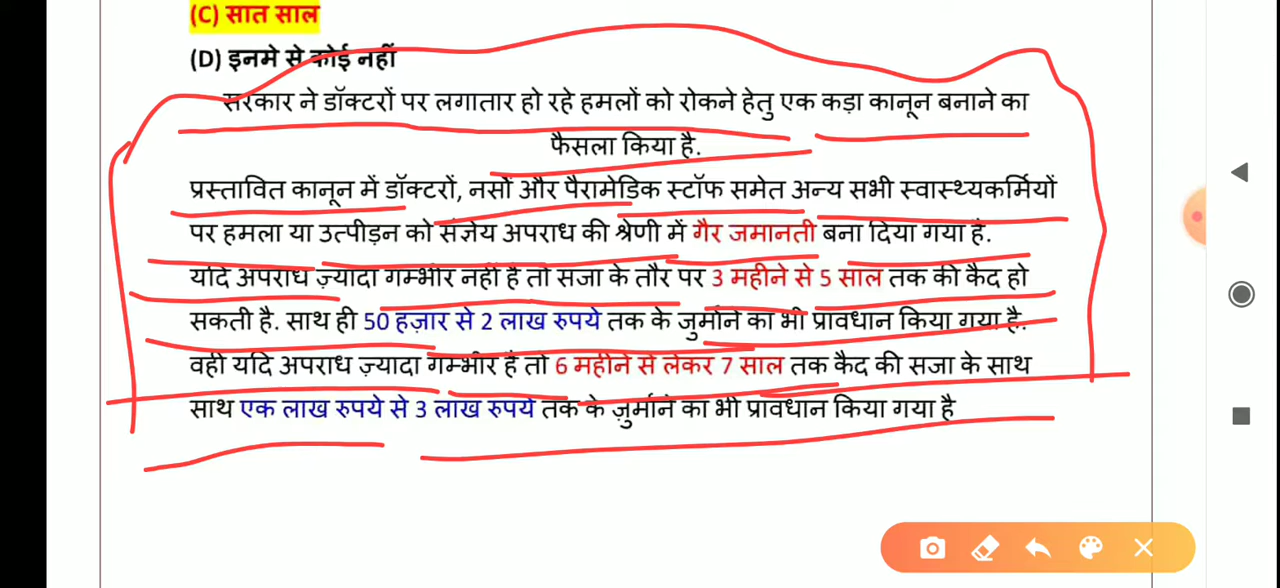 (C) सात साल
(D) इनमे से कोई नहीं
सरकार ने डॉक्टरों पर लगातार हो रहे हमलों को रोकने हेतु एक कड़ा कानून बनाने का
फैसला किया है.
प्रस्तावित कानून में डॉक्टरों, नर्सों और पैरामेडिक स्टॉफ समेत अन्य सभी स्वास्थ्यकर्मियों
पर हमला या उत्पीड़न को संज्ञेय अपराध की श्रेणी में गैर जमानती बना दिया गया है.
यदि अपराध ज़्यादा गम्भीर नहीं है तो सजा के तौर पर 3 महीने से 5 साल तक की कैद हो
सकती है. साथ ही 50 हज़ार से 2 लाख रुपये तक के जुर्माने का भी प्रावधान किया गया है.
वही यदि अपराध ज़्यादा गम्भीर है तो 6 महीने से लेकर 7 साल तक कैद की सजा के साथ
साथ एक लाख रुपये से 3 लाख रुपये तक के ज़ुर्माने का भी प्रावधान किया गया है